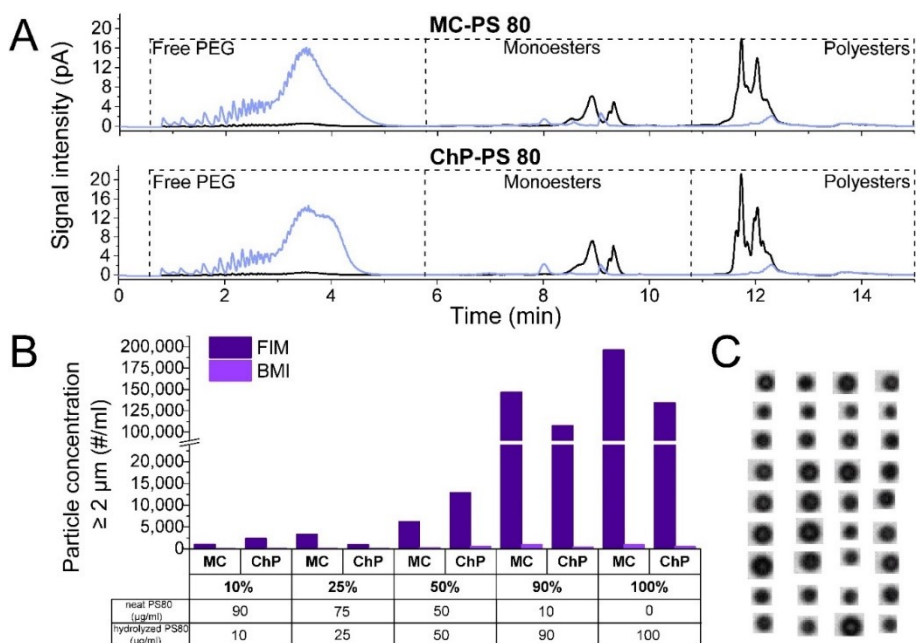 A
MC-PS 80
Free PEG Monoesters Polyesters
20
16
12
8
4
0
ChP-PS 80
Free PEG Monoesters Polyesters
20
16
12
8
4
0
Signal intensity (pA)
0 2 4 6 8 10 12 14
Time (min)
B
FIM
BMI
200,000
175,000
150,000
125,000
100,000
20,000
15,000
10,000
5,000
0
Particle concentration
≥ 2 µm (#/ml)
MC ChP MC ChP MC ChP MC ChP MC ChP
10% 25% 50% 90% 100%
neat PS80
(µg/ml)
90 75 50 10 0
hydrolyzed PS80
(µg/ml)
10 25 50 90 100
C